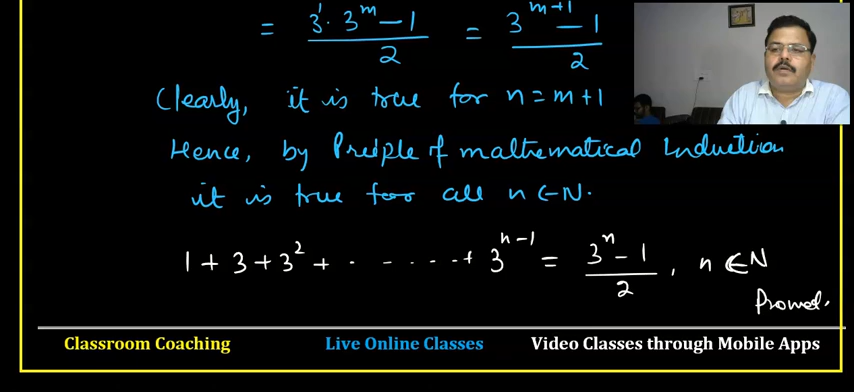 = 3¹·3ᵐ − 1 / 2 = 3ᵐ⁺¹ − 1 / 2
Clearly, it is true for n = m+1
Hence, by Preiple of mathematical Induction
it is true for all n ∈ N.
1 + 3 + 3² + · - - · · · + 3ⁿ⁻¹ = 3ⁿ − 1 / 2, n ∈ N
Proved.
Classroom Coaching Live Online Classes Video Classes through Mobile Apps